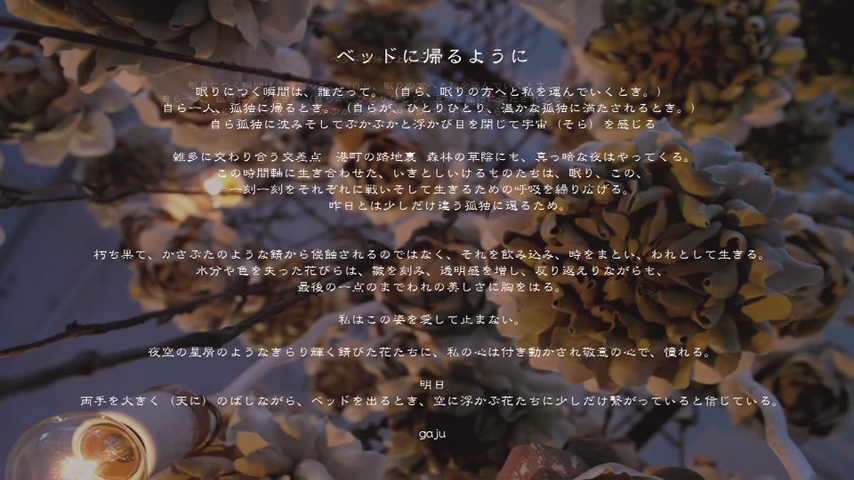 ベッドに帰るように
眠りにつく瞬間は、誰だって。（自ら、眠りの方へと私を運んでいくとき。）
自ら一人、孤独に帰るとき。（自らが、ひとりひとり、温かな孤独に満たされるとき。）
自ら孤独に沈みそしてぷかぷかと浮かび目を閉じて宇宙（そら）を感じる
雑多に交わり合う交差点　港町の路地裏　森林の草陰にも、真っ暗な夜はやってくる。
この時間軸に生き合わせた、いきとしいけるものたちは、眠り、この、
一刻一刻をそれぞれに戦いそして生きるための呼吸を繰り広げる。
昨日とは少しだけ違う孤独に還るため。
朽ち果て、かさぶたのような錆から侵蝕されるのではなく、それを飲み込み、時をまとい、われとして生きる。
水分や色を失った花びらは、皺を刻み、透明感を増し、反り返えりながらも、
最後の一点のまでわれの美しさに胸をはる。
私はこの姿を愛して止まない。
夜空の星屑のようなきらり輝く錆びた花たちに、私の心は付き動かされ敬意の心で、憧れる。
明日
両手を大きく（天に）のばしながら、ベッドを出るとき、空に浮かぶ花たちに少しだけ繋がっていると信じている。
gaju